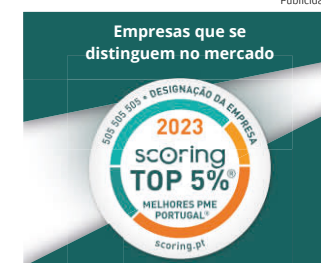 Publicida
Empresas que se
distinguem no mercado
505 505 505 • DESIGNAÇÃO DA EMPRESA
2023
scoring
TOP 5%®
MELHORES PME
PORTUGAL®
scoring.pt